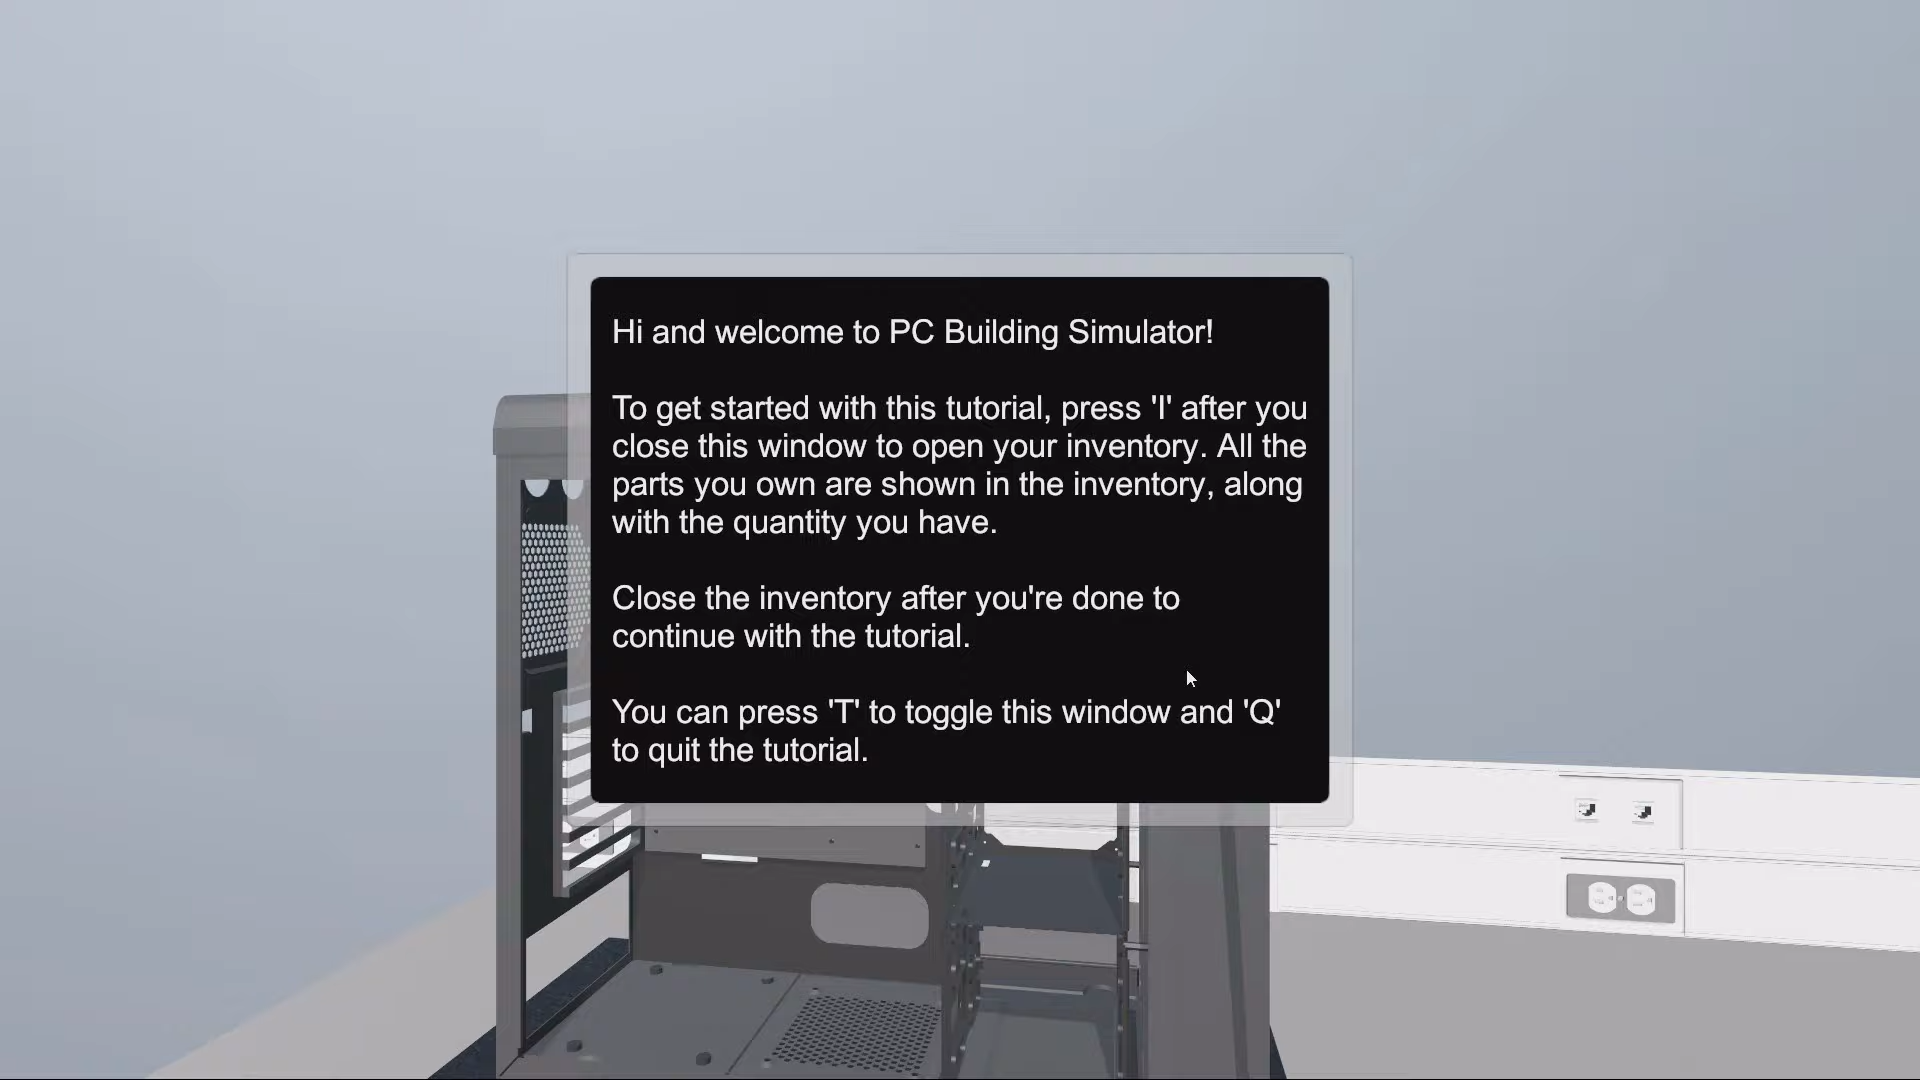 Hi and welcome to PC Building Simulator!
To get started with this tutorial, press 'I' after you
close this window to open your inventory. All the
parts you own are shown in the inventory, along
with the quantity you have.
Close the inventory after you're done to
continue with the tutorial.
You can press 'T' to toggle this window and 'Q'
to quit the tutorial.